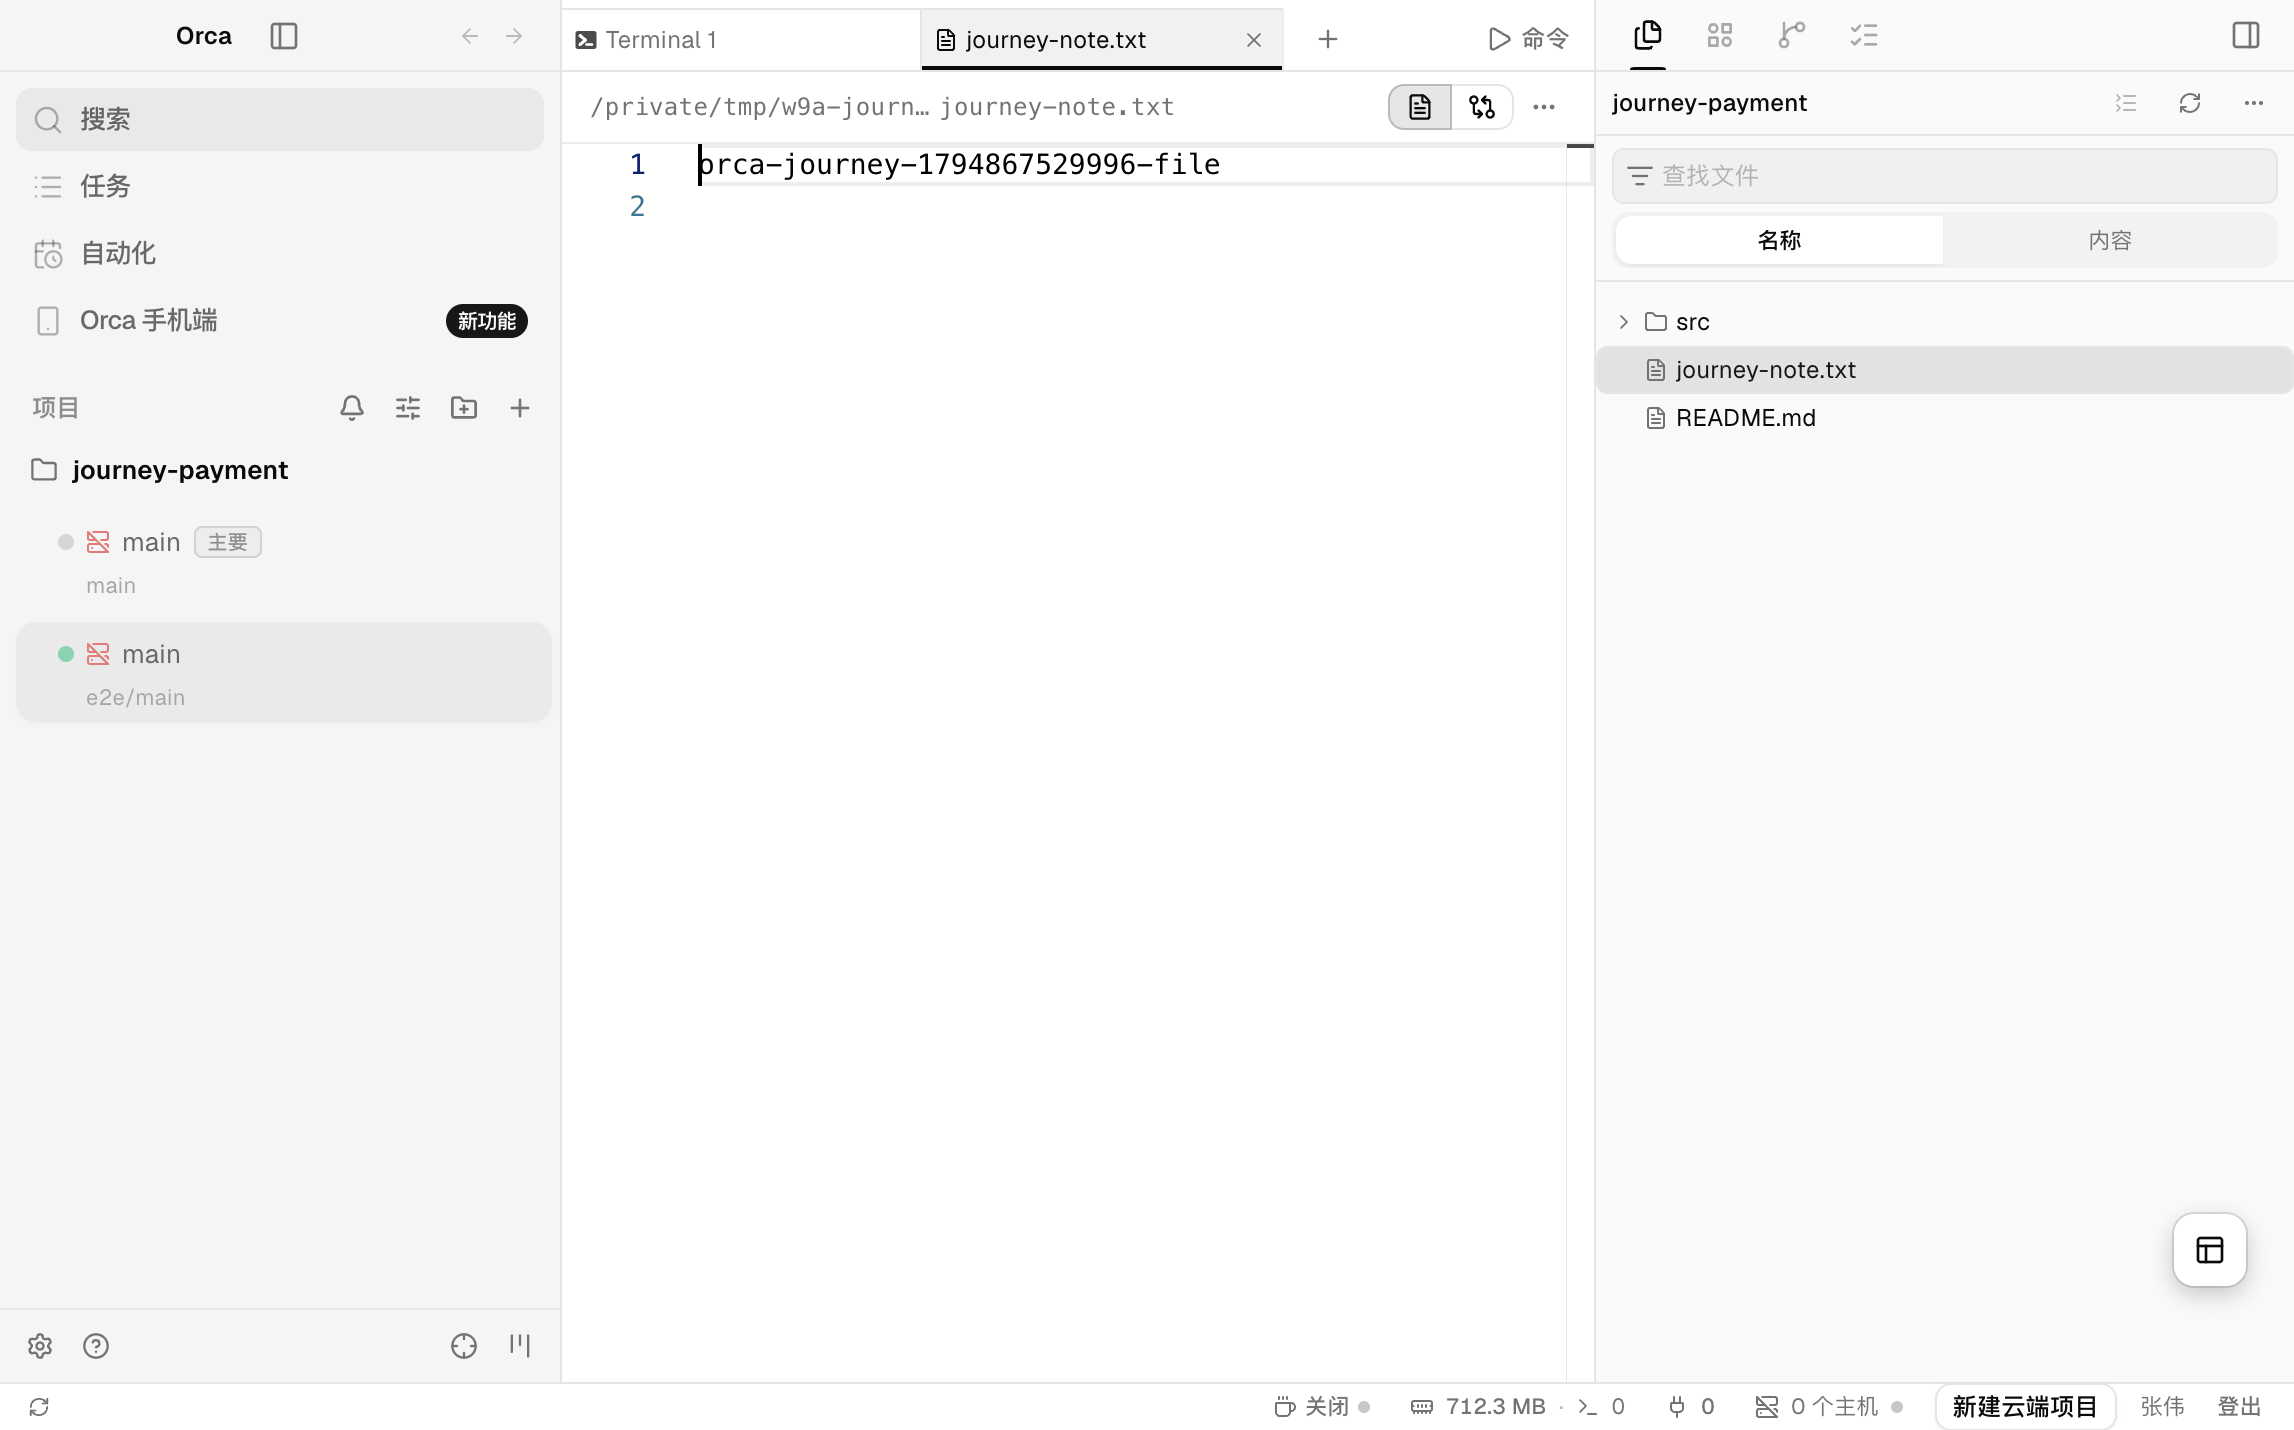 Orca
搜索
任务
自动化
Orca 手机端 新功能
项目
journey-payment
main 主要
main
main
e2e/main
Terminal 1
journey-note.txt
命令
/private/tmp/w9a-journ… journey-note.txt
1 orca-journey-1794867529996-file
2
journey-payment
查找文件
名称 内容
src
journey-note.txt
README.md
关闭 712.3 MB · 0 0 0 个主机 新建云端项目 张伟 登出